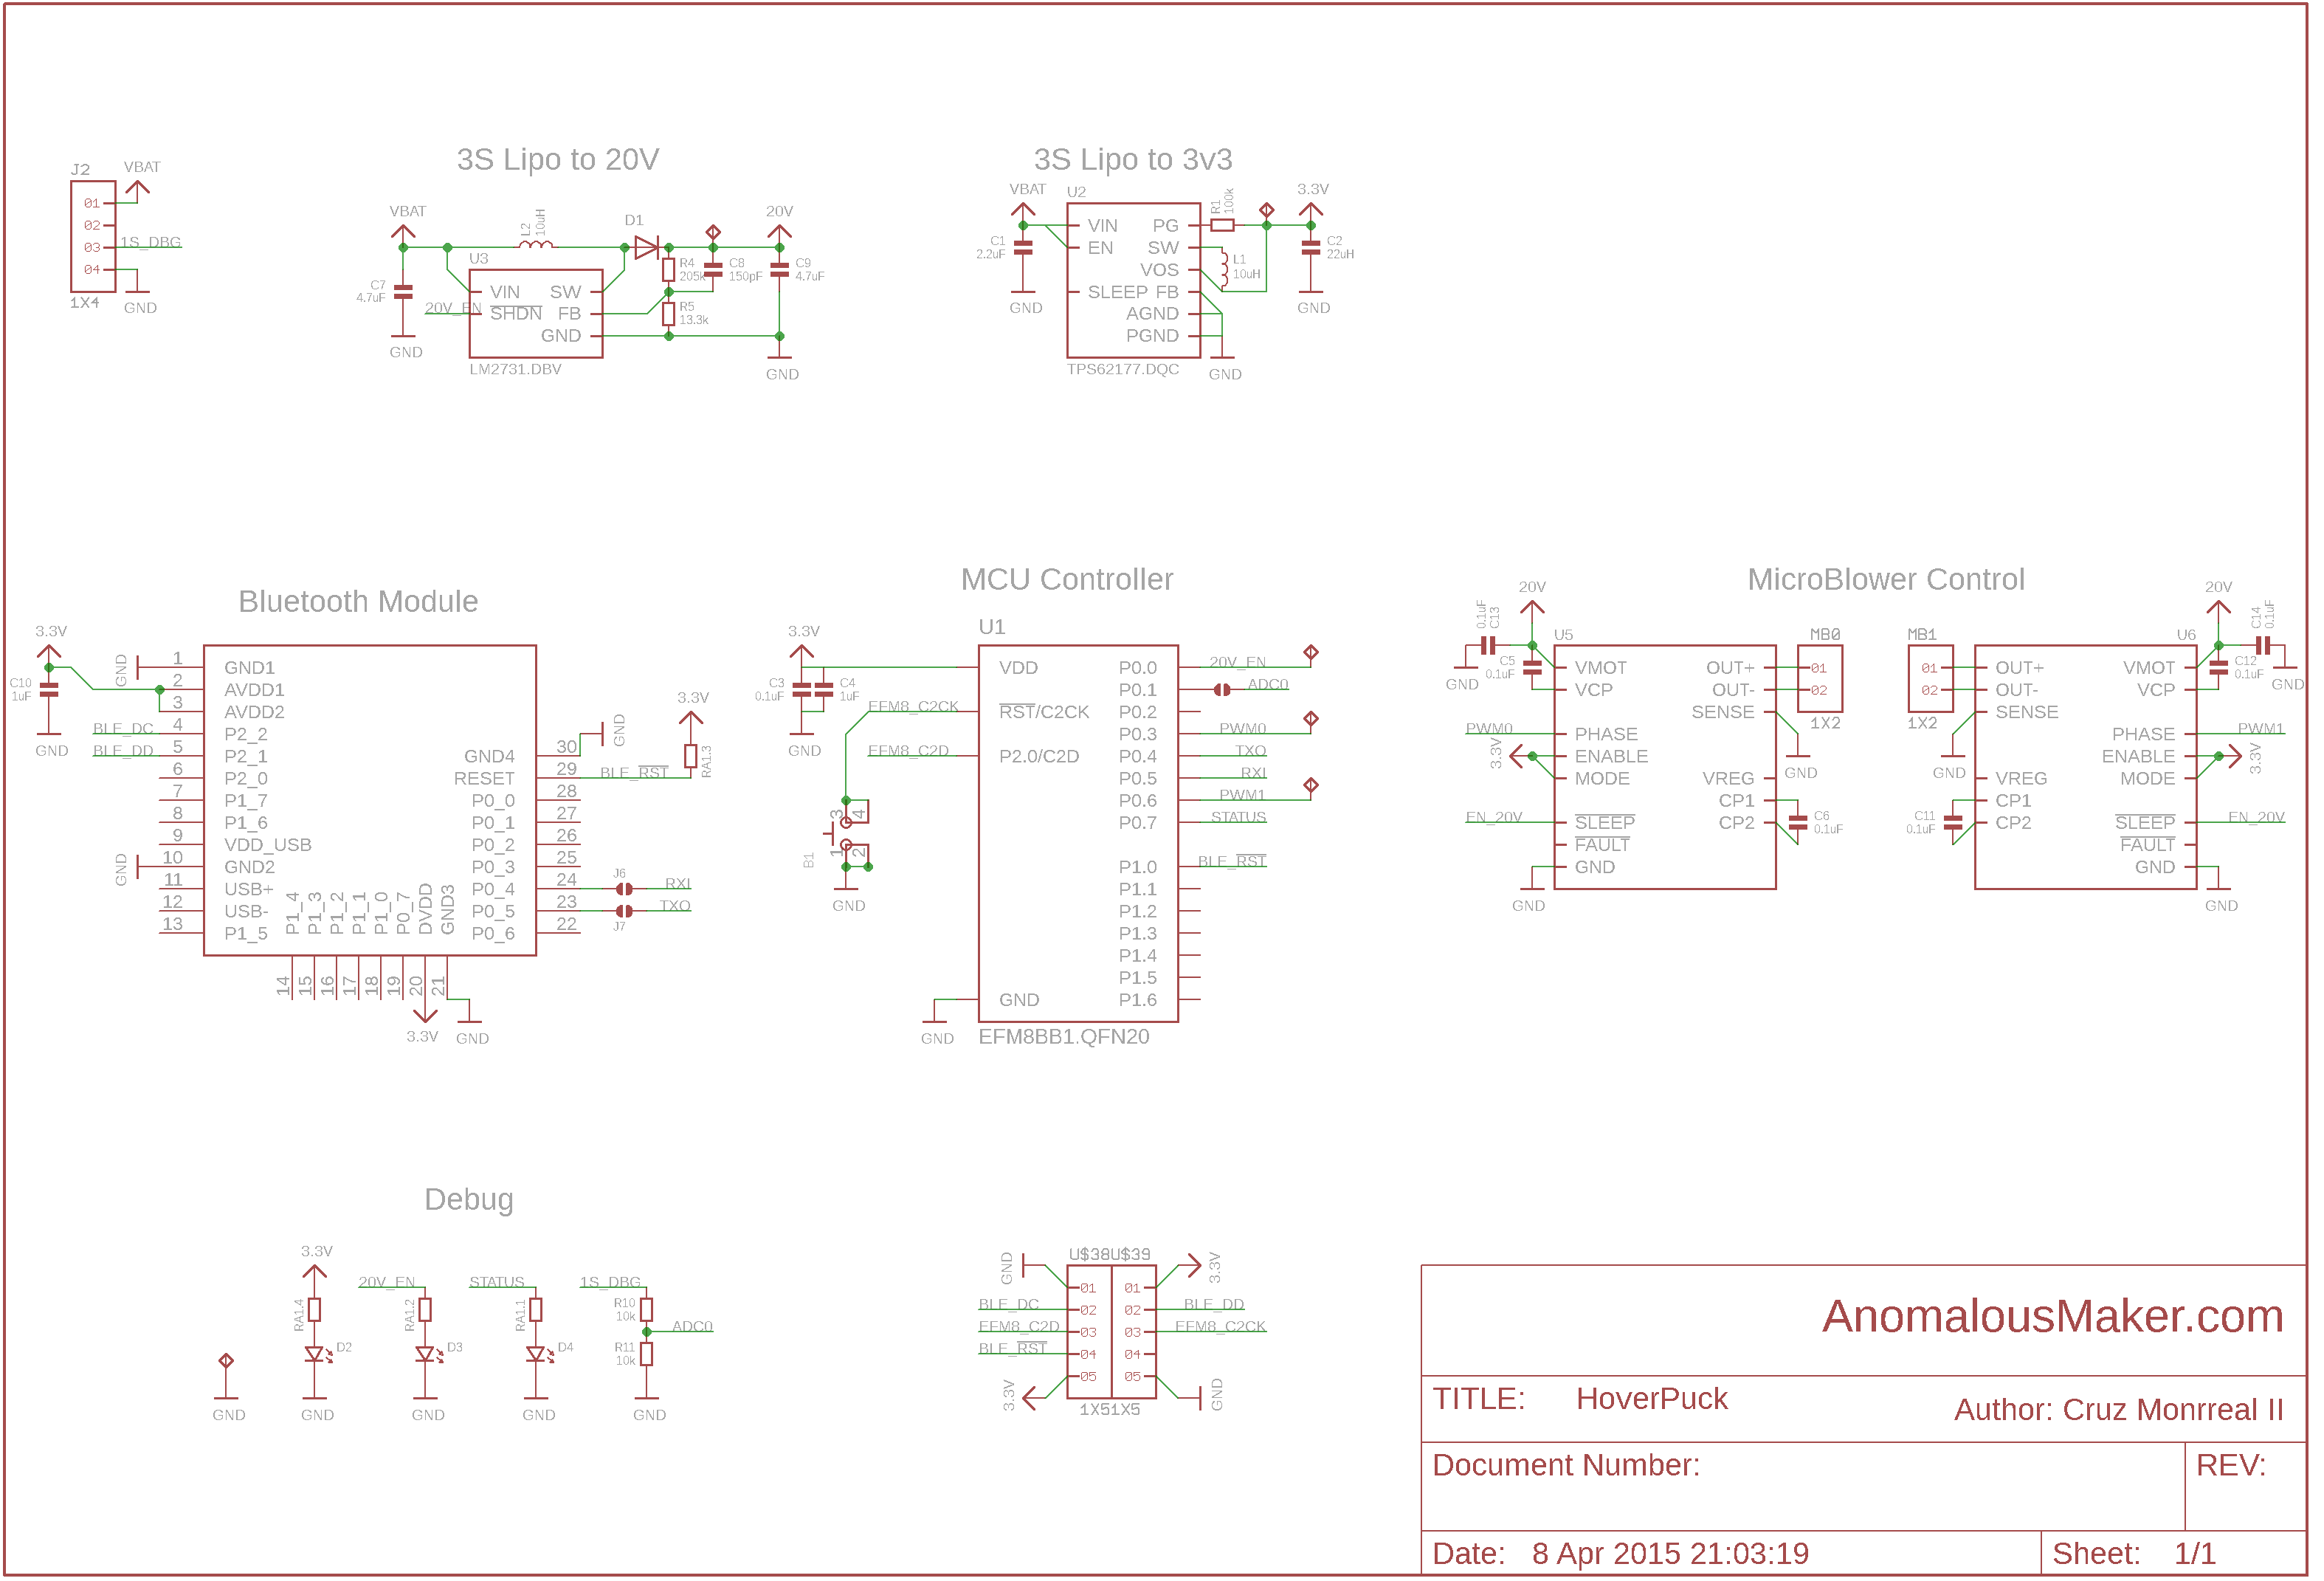 3S Lipo to 20V
3S Lipo to 3v3
J2
VBAT
01
02
03
04
1S_DBG
1X4
GND
VBAT
L2
10uH
D1
20V
U3
C7
4.7uF
20V_EN
VIN
SHDN
SW
FB
GND
R4
205k
C8
150pF
C9
4.7uF
R5
13.3k
GND
LM2731.DBV
GND
VBAT
U2
R1
100k
3.3V
C1
2.2uF
VIN
EN
SLEEP
PG
SW
VOS
FB
AGND
PGND
L1
10uH
C2
22uH
GND
GND
TPS62177.DQC
GND
Bluetooth Module
3.3V
C10
1uF
GND
GND
BLE_DC
BLE_DD
GND
1
2
3
4
5
6
7
8
9
10
11
12
13
GND1
AVDD1
AVDD2
P2_2
P2_1
P2_0
P1_7
P1_6
VDD_USB
GND2
USB+
USB-
P1_5
P1_4
P1_3
P1_2
P1_1
P1_0
P0_7
DVDD
GND3
14
15
16
17
18
19
20
21
GND4
RESET
P0_0
P0_1
P0_2
P0_3
P0_4
P0_5
P0_6
30
29
28
27
26
25
24
23
22
GND
BLE_RST
3.3V
RA1.3
J6
RXI
TXO
J7
3.3V
GND
MCU Controller
3.3V
U1
C3
0.1uF
C4
1uF
GND
EFM8_C2CK
EFM8_C2D
3
4
1
2
B1
GND
VDD
RST/C2CK
P2.0/C2D
GND
P0.0
P0.1
P0.2
P0.3
P0.4
P0.5
P0.6
P0.7
P1.0
P1.1
P1.2
P1.3
P1.4
P1.5
P1.6
20V_EN
ADC0
PWM0
TXO
RXI
PWM1
STATUS
BLE_RST
GND
EFM8BB1.QFN20
MicroBlower Control
20V
0.1uF
C13
GND
C5
0.1uF
U5
PWM0
3.3V
EN_20V
GND
VMOT
VCP
PHASE
ENABLE
MODE
SLEEP
FAULT
GND
OUT+
OUT-
SENSE
VREG
CP1
CP2
MB0
01
02
1X2
GND
C6
0.1uF
MB1
01
02
1X2
GND
C11
0.1uF
20V
C14
0.1uF
U6
OUT+
OUT-
SENSE
VREG
CP1
CP2
VMOT
VCP
PHASE
ENABLE
MODE
SLEEP
FAULT
GND
C12
0.1uF
GND
PWM1
3.3V
EN_20V
GND
Debug
GND
3.3V
RA1.4
D2
GND
20V_EN
RA1.2
D3
GND
STATUS
RA1.1
D4
GND
1S_DBG
R10
10k
ADC0
R11
10k
GND
U$38U$39
GND
3.3V
01
02
03
04
05
01
02
03
04
05
BLE_DC
EFM8_C2D
BLE_RST
3.3V
BLE_DD
EFM8_C2CK
GND
1X51X5
AnomalousMaker.com
TITLE: HoverPuck
Author: Cruz Monrreal II
Document Number:
REV:
Date: 8 Apr 2015 21:03:19
Sheet: 1/1